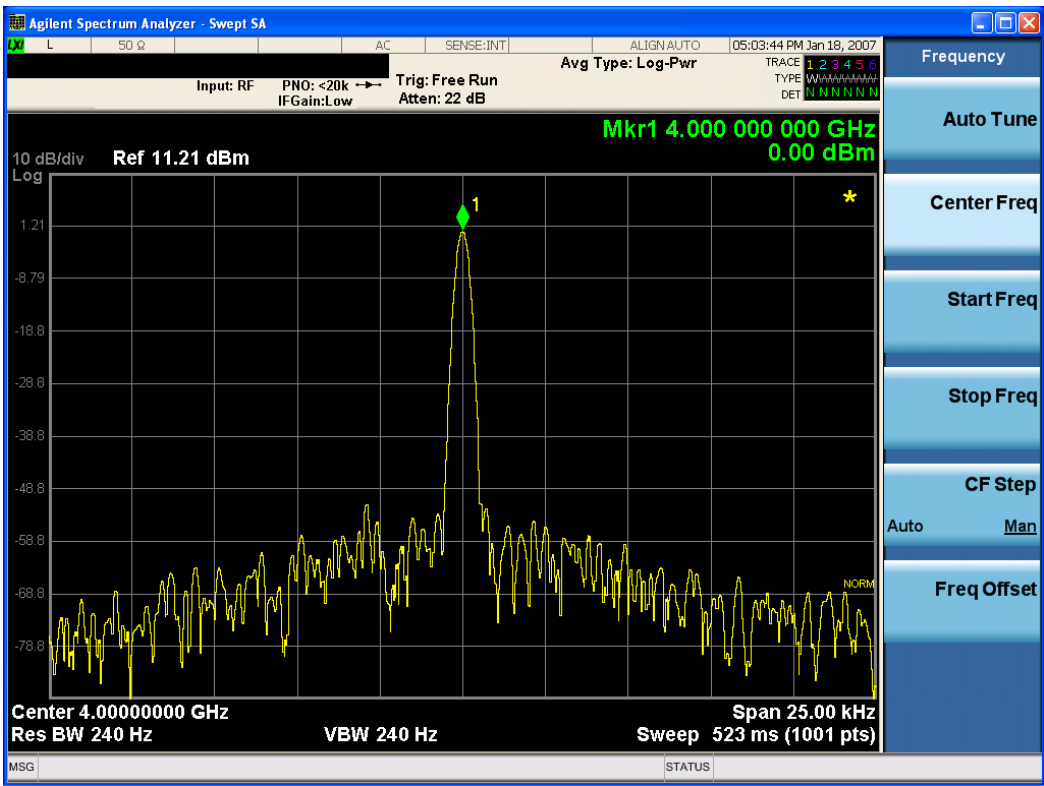 Agilent Spectrum Analyzer - Swept SA
LXI L 50 Ω AC SENSE:INT ALIGN AUTO 05:03:44 PM Jan 18, 2007
Frequency
Input: RF PNO: <20k Trig: Free Run Avg Type: Log-Pwr TRACE 1 2 3 4 5 6
IFGain:Low Atten: 22 dB TYPE WWWWWW
DET N N N N N N
Auto Tune
Mkr1 4.000 000 000 GHz
0.00 dBm
10 dB/div Ref 11.21 dBm
Log
1
*
1.21
-8.79
-18.8
-28.8
-38.8
-48.8
-58.8
-68.8
-78.8
NORM
Center Freq
Start Freq
Stop Freq
CF Step
Auto Man
Freq Offset
Center 4.00000000 GHz Span 25.00 kHz
Res BW 240 Hz VBW 240 Hz Sweep 523 ms (1001 pts)
MSG STATUS